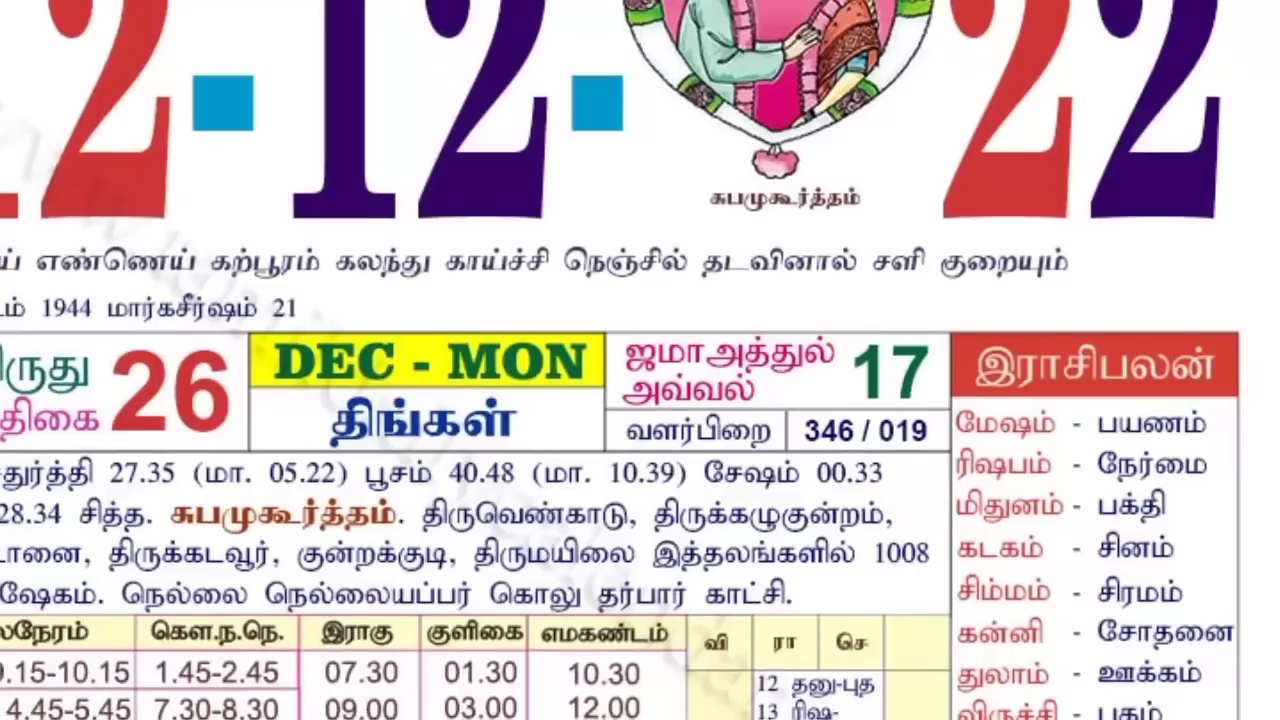 2-12- 22
சுபமுகூர்த்தம்
எண்ணெய் கற்பூரம் கலந்து காய்ச்சி நெஞ்சில் தடவினால் சளி குறையும்
1944 மார்கசீர்ஷம் 21
26
DEC - MON
திங்கள்
ஜமாஅத்துல்
அவ்வல் 17
வளர்பிறை 346 / 019
27.35 (மா. 05.22) பூசம் 40.48 (மா. 10.39) சேஷம் 00.33
28.34 சித்த. சுபமுகூர்த்தம். திருவெண்காடு, திருக்கழுகுன்றம்,
திருக்கடவூர், குன்றக்குடி, திருமயிலை இத்தலங்களில் 1008
நெல்லை நெல்லையப்பர் கொலு தர்பார் காட்சி.
கௌ.ந.நெ. இராகு குளிகை எமகண்டம் வி ரா செ
9.15-10.15 1.45-2.45 07.30 01.30 10.30
4.45-5.45 7.30-8.30 09.00 03.00 12.00
12 தனு-புத
13 ரிஷ-
இராசிபலன்
மேஷம் - பயணம்
ரிஷபம் - நேர்மை
மிதுனம் - பக்தி
கடகம் - சினம்
சிம்மம் - சிரமம்
கன்னி - சோதனை
துலாம் - ஊக்கம்
விருச்சி - புகழ்